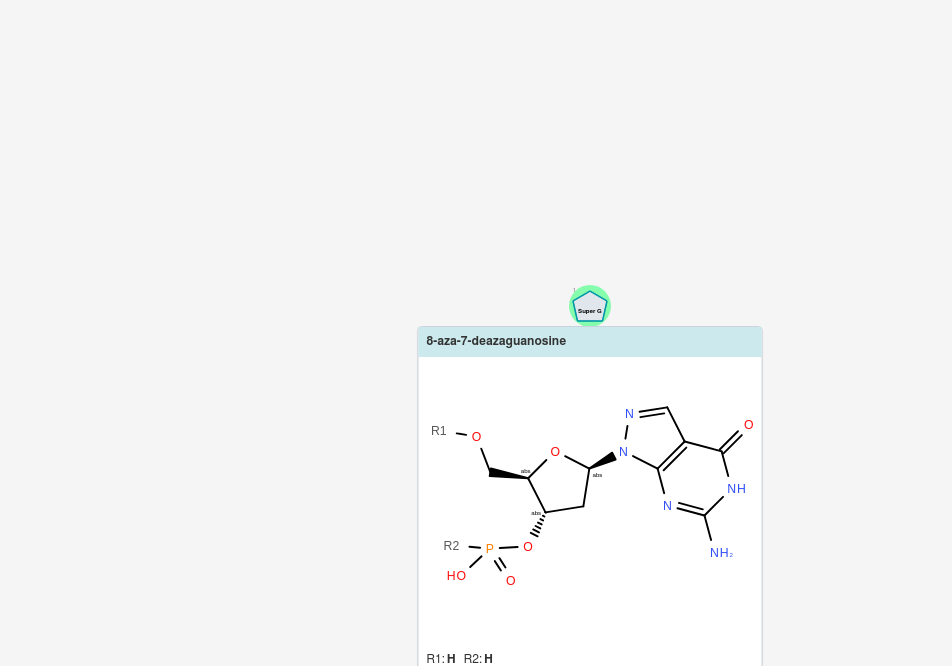 Super G
8-aza-7-deazaguanosine
N
R1
O
O
O
abs
N
abs
NH
N
abs
R2
P
O
NH₂
HO
O
R1: H R2: H